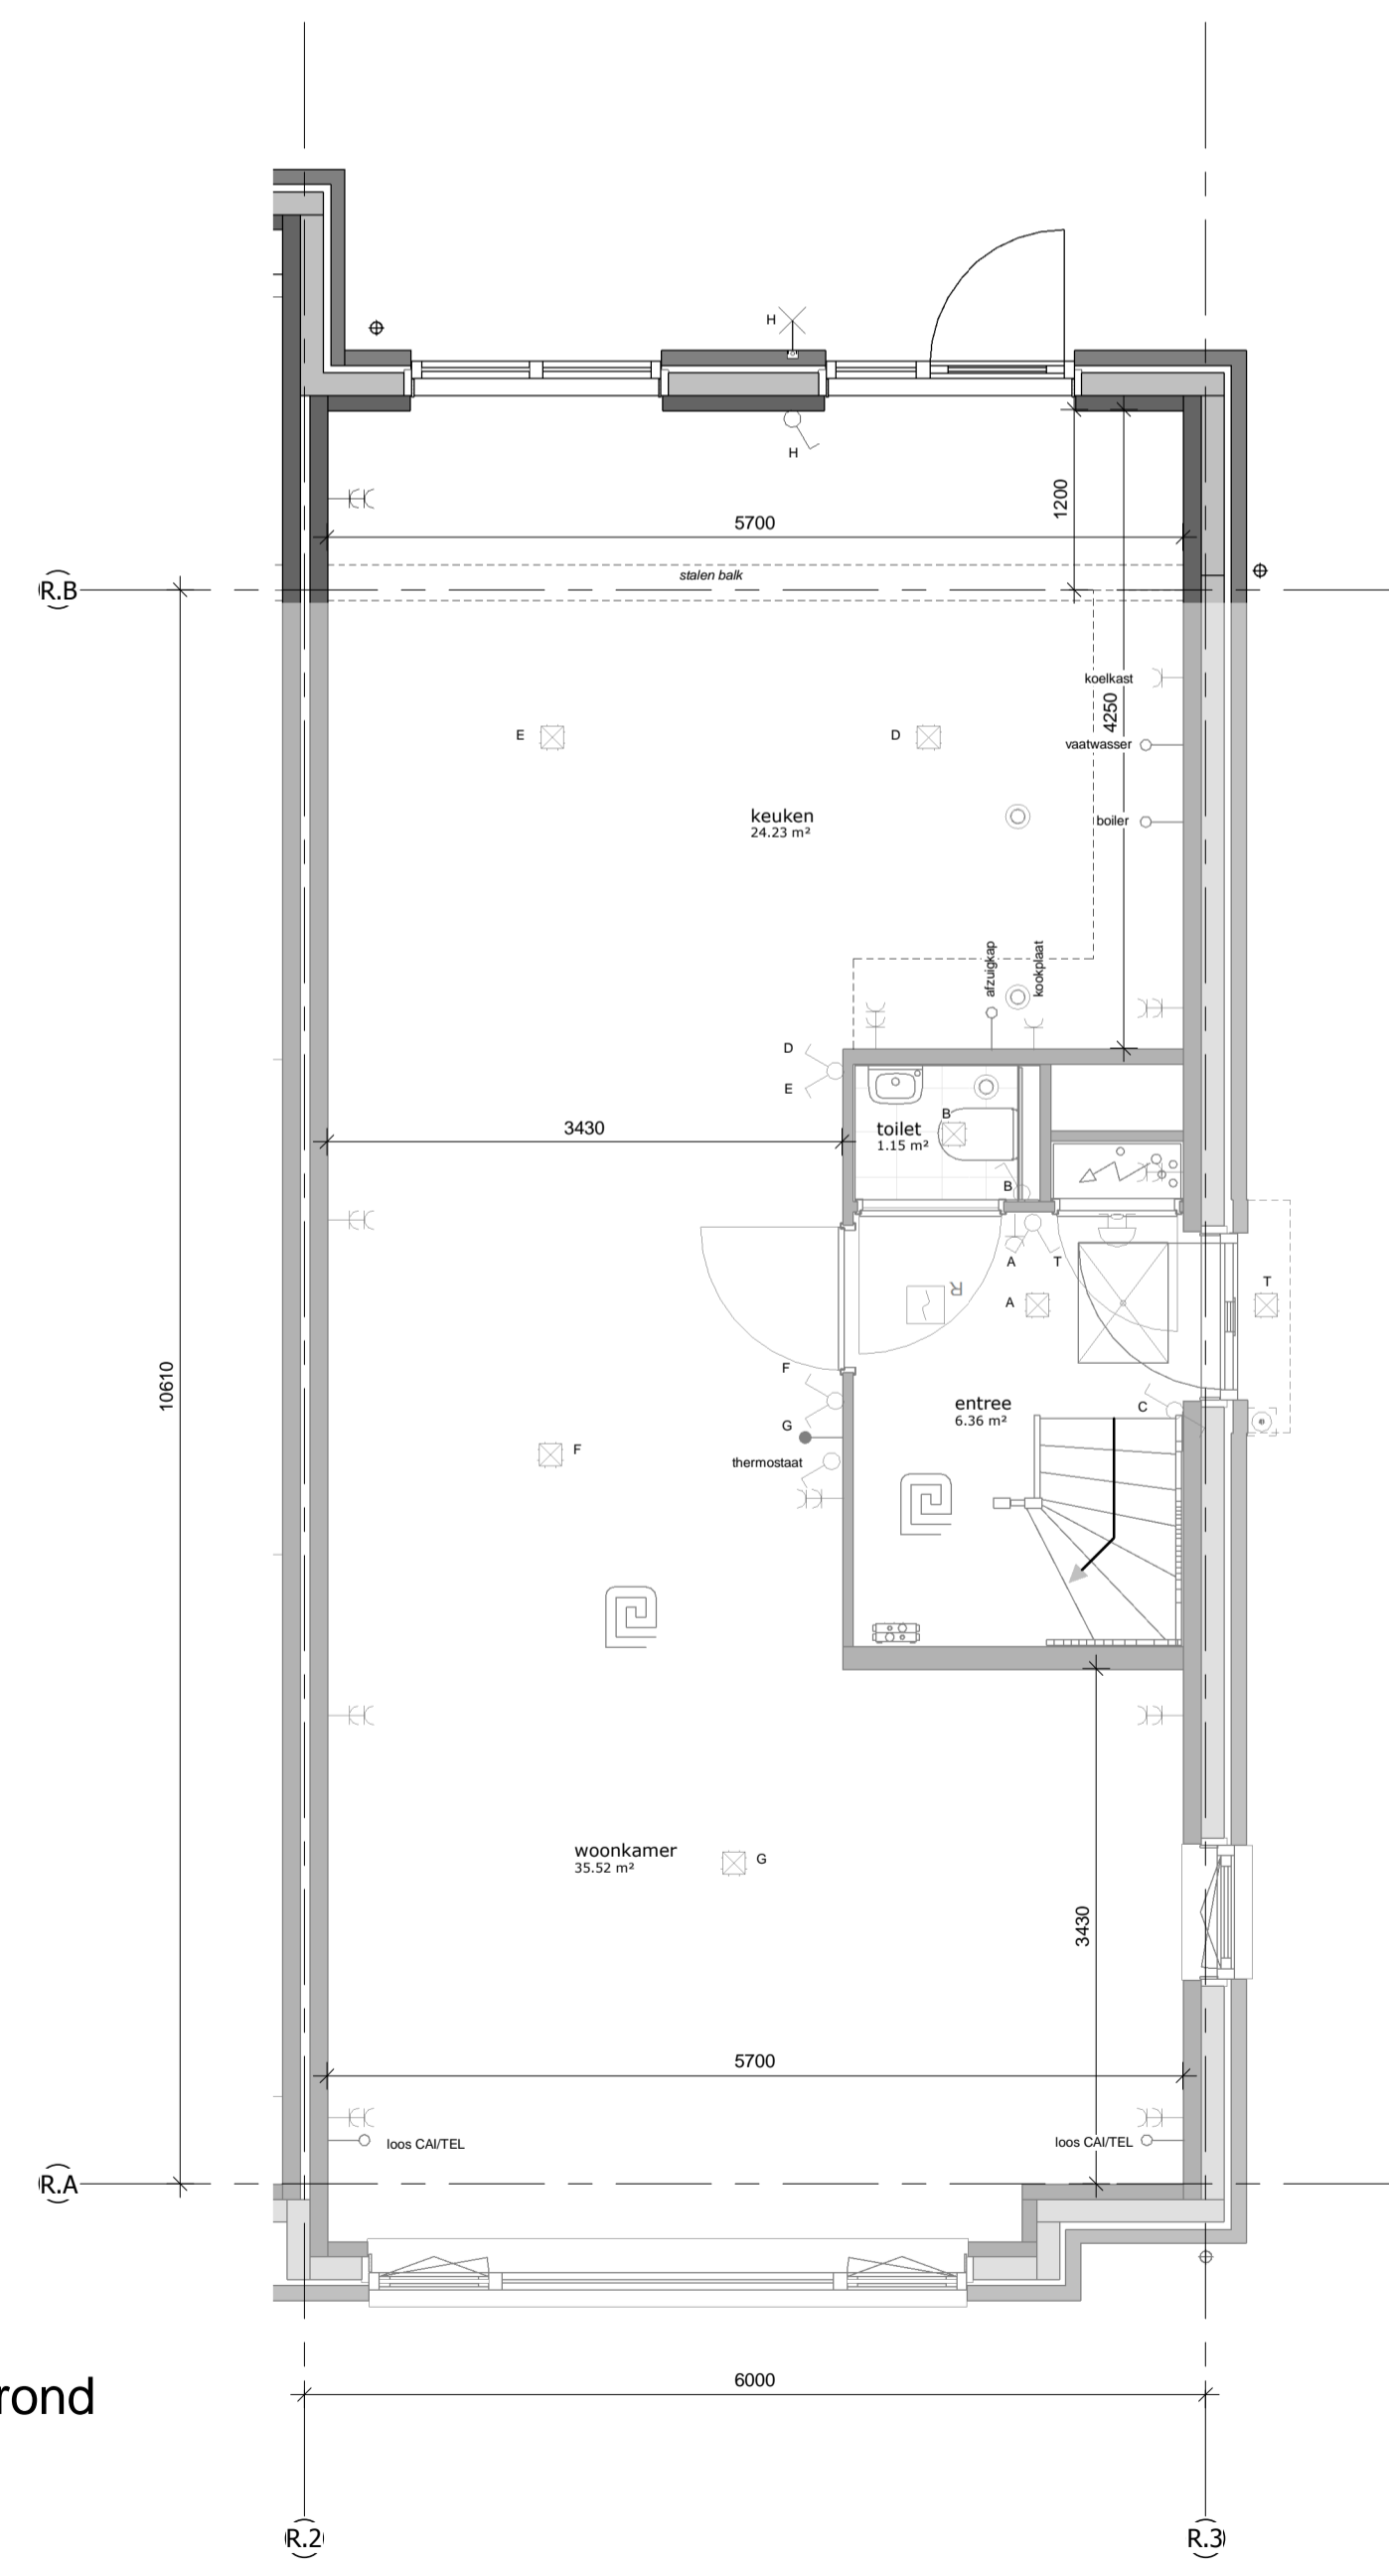 H
H
1200
5700
stalen balk
R.B
koelkast
4250
E
D
vaatwasser
keuken
24.23 m²
boiler
afzuigkap
kookplaat
D
E
3430
toilet
1.15 m²
B
B
A
T
R
A
T
10610
F
G
C
entree
6.36 m²
thermostaat
F
woonkamer
35.52 m²
G
3430
5700
loos CAI/TEL
loos CAI/TEL
R.A
6000
rond
R.2
R.3